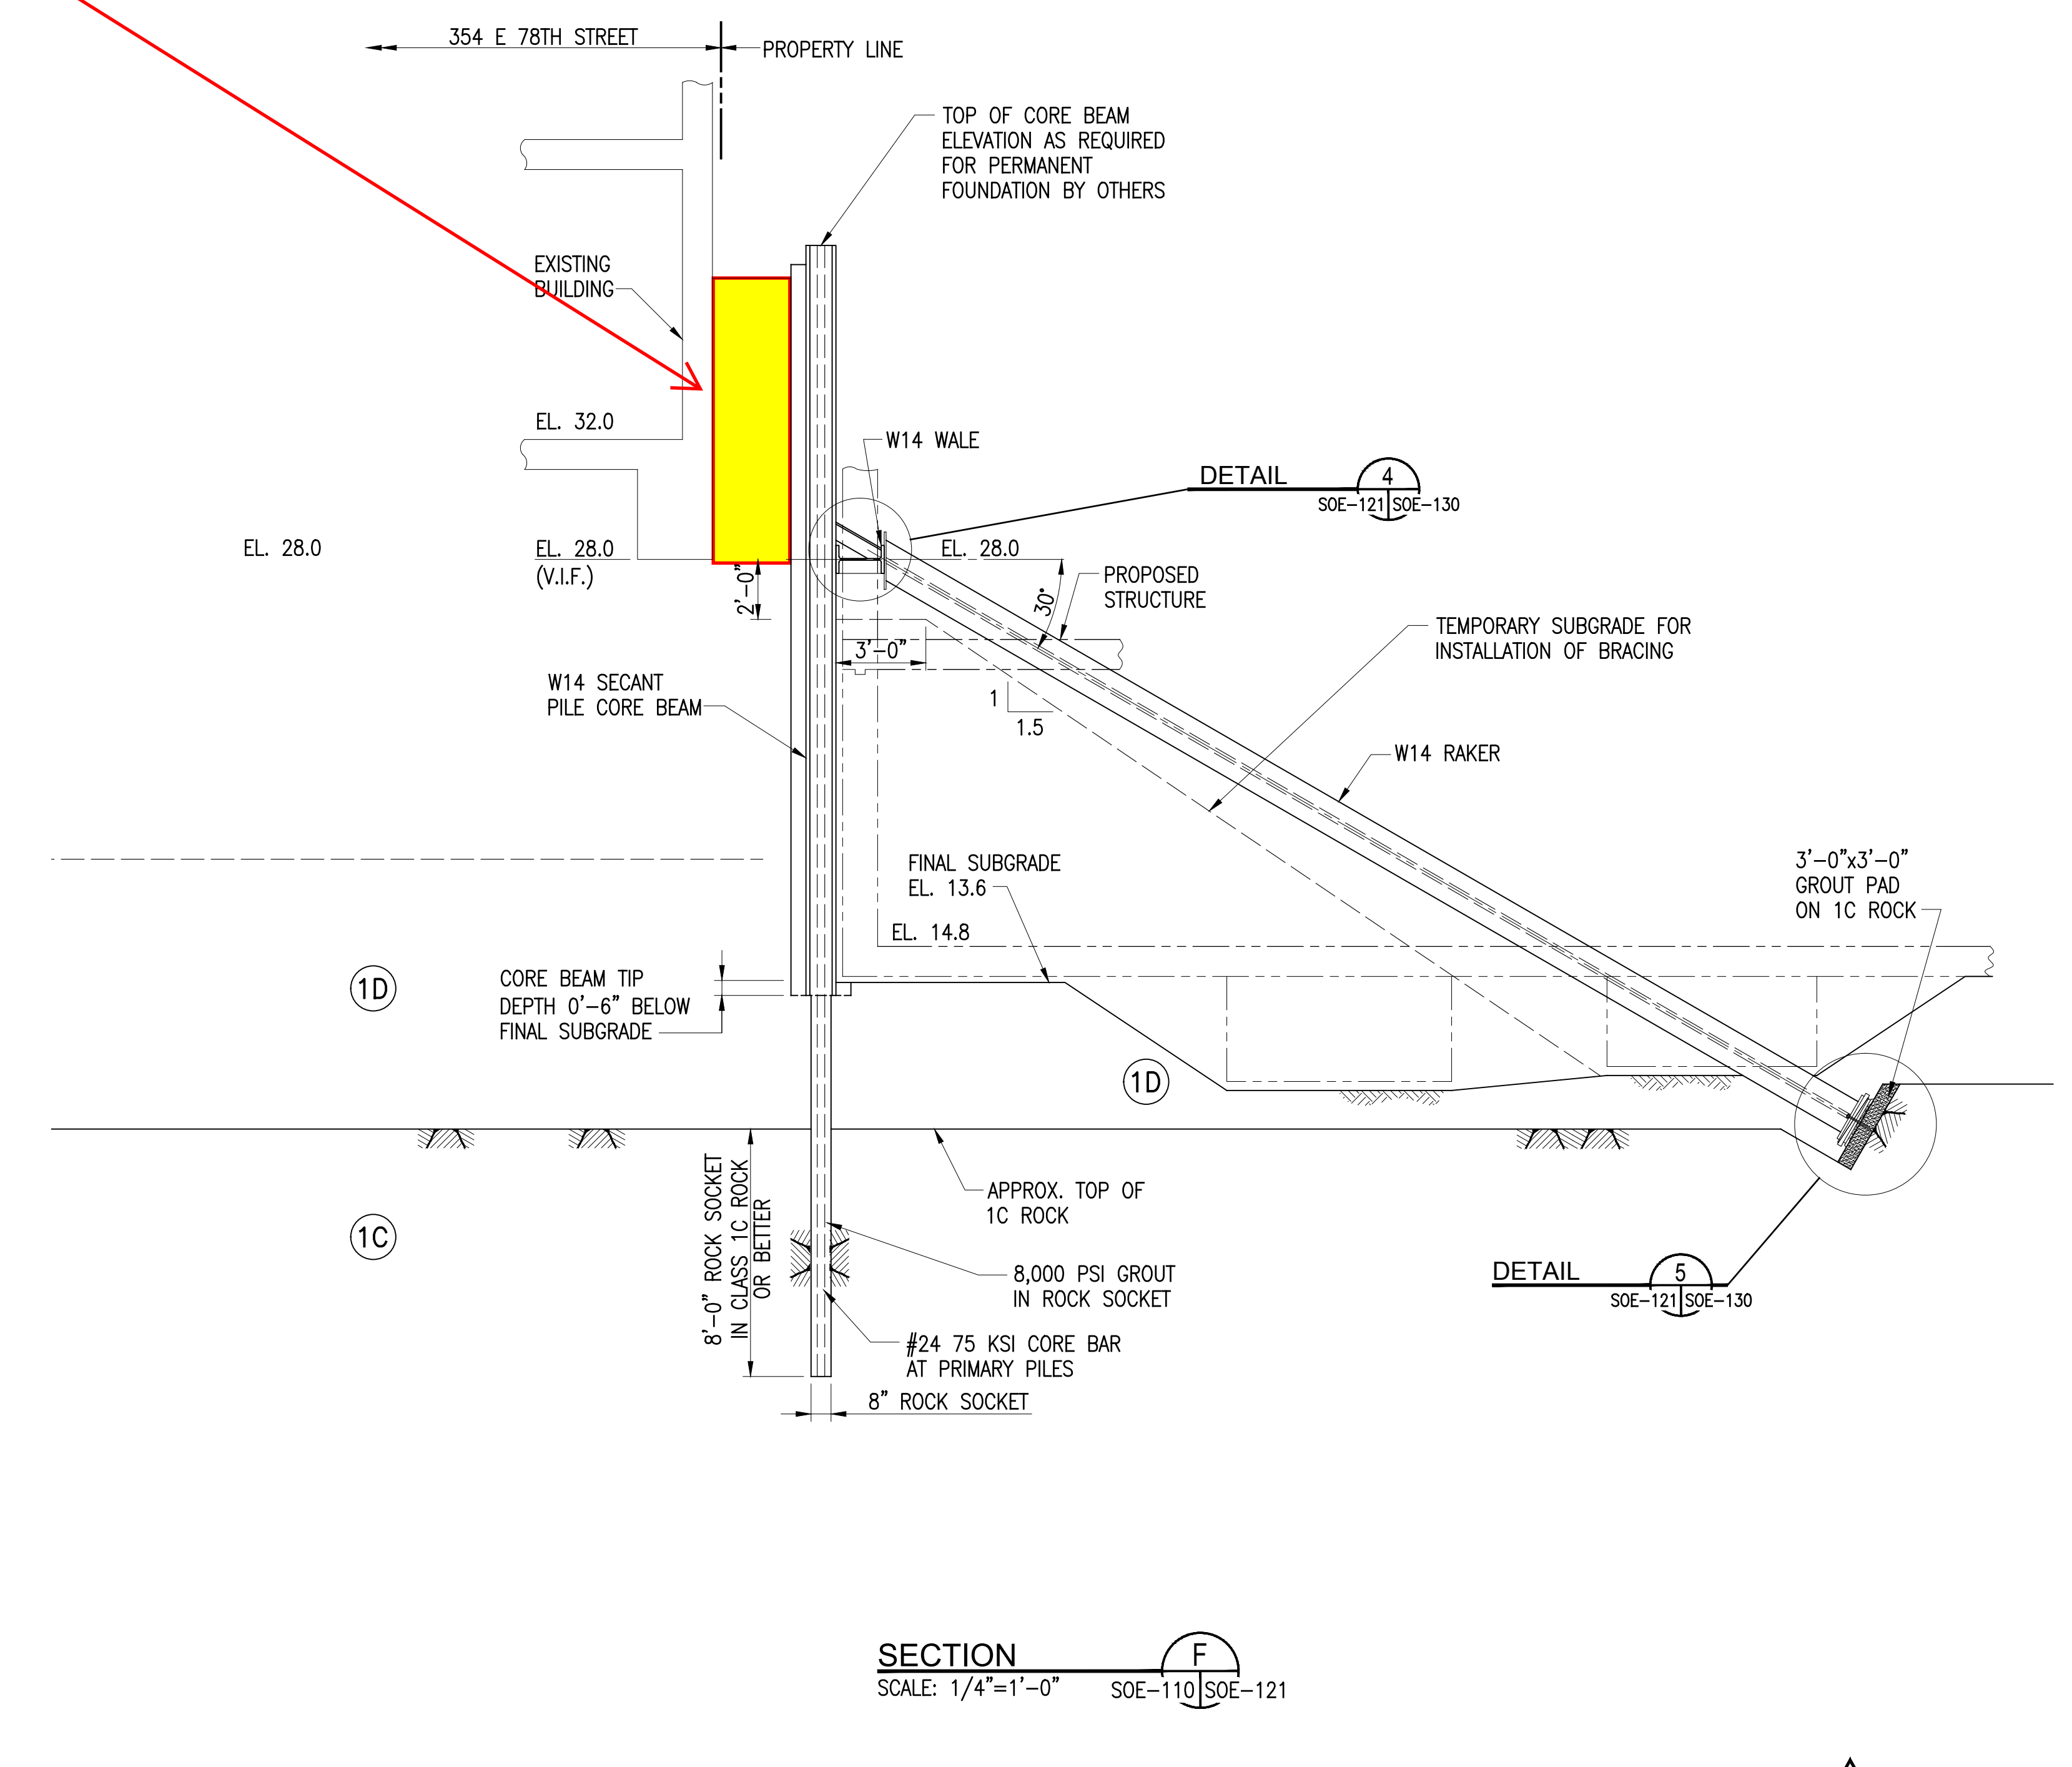 354 E 78TH STREET
PROPERTY LINE
TOP OF CORE BEAM
ELEVATION AS REQUIRED
FOR PERMANENT
FOUNDATION BY OTHERS
EXISTING
BUILDING
EL. 32.0
W14 WALE
DETAIL
4
SOE-121
SOE-130
EL. 28.0
EL. 28.0
(V.I.F.)
EL. 28.0
2'-0"
30°
PROPOSED
STRUCTURE
3'-0"
TEMPORARY SUBGRADE FOR
INSTALLATION OF BRACING
W14 SECANT
PILE CORE BEAM
1
1.5
W14 RAKER
FINAL SUBGRADE
EL. 13.6
3'-0"x3'-0"
GROUT PAD
ON 1C ROCK
EL. 14.8
1D
CORE BEAM TIP
DEPTH 0'-6" BELOW
FINAL SUBGRADE
1D
8'-0" ROCK SOCKET
IN CLASS 1C ROCK
OR BETTER
APPROX. TOP OF
1C ROCK
1C
8,000 PSI GROUT
IN ROCK SOCKET
DETAIL
5
SOE-121
SOE-130
#24 75 KSI CORE BAR
AT PRIMARY PILES
8" ROCK SOCKET
SECTION
F
SCALE: 1/4"=1'-0"
SOE-110
SOE-121